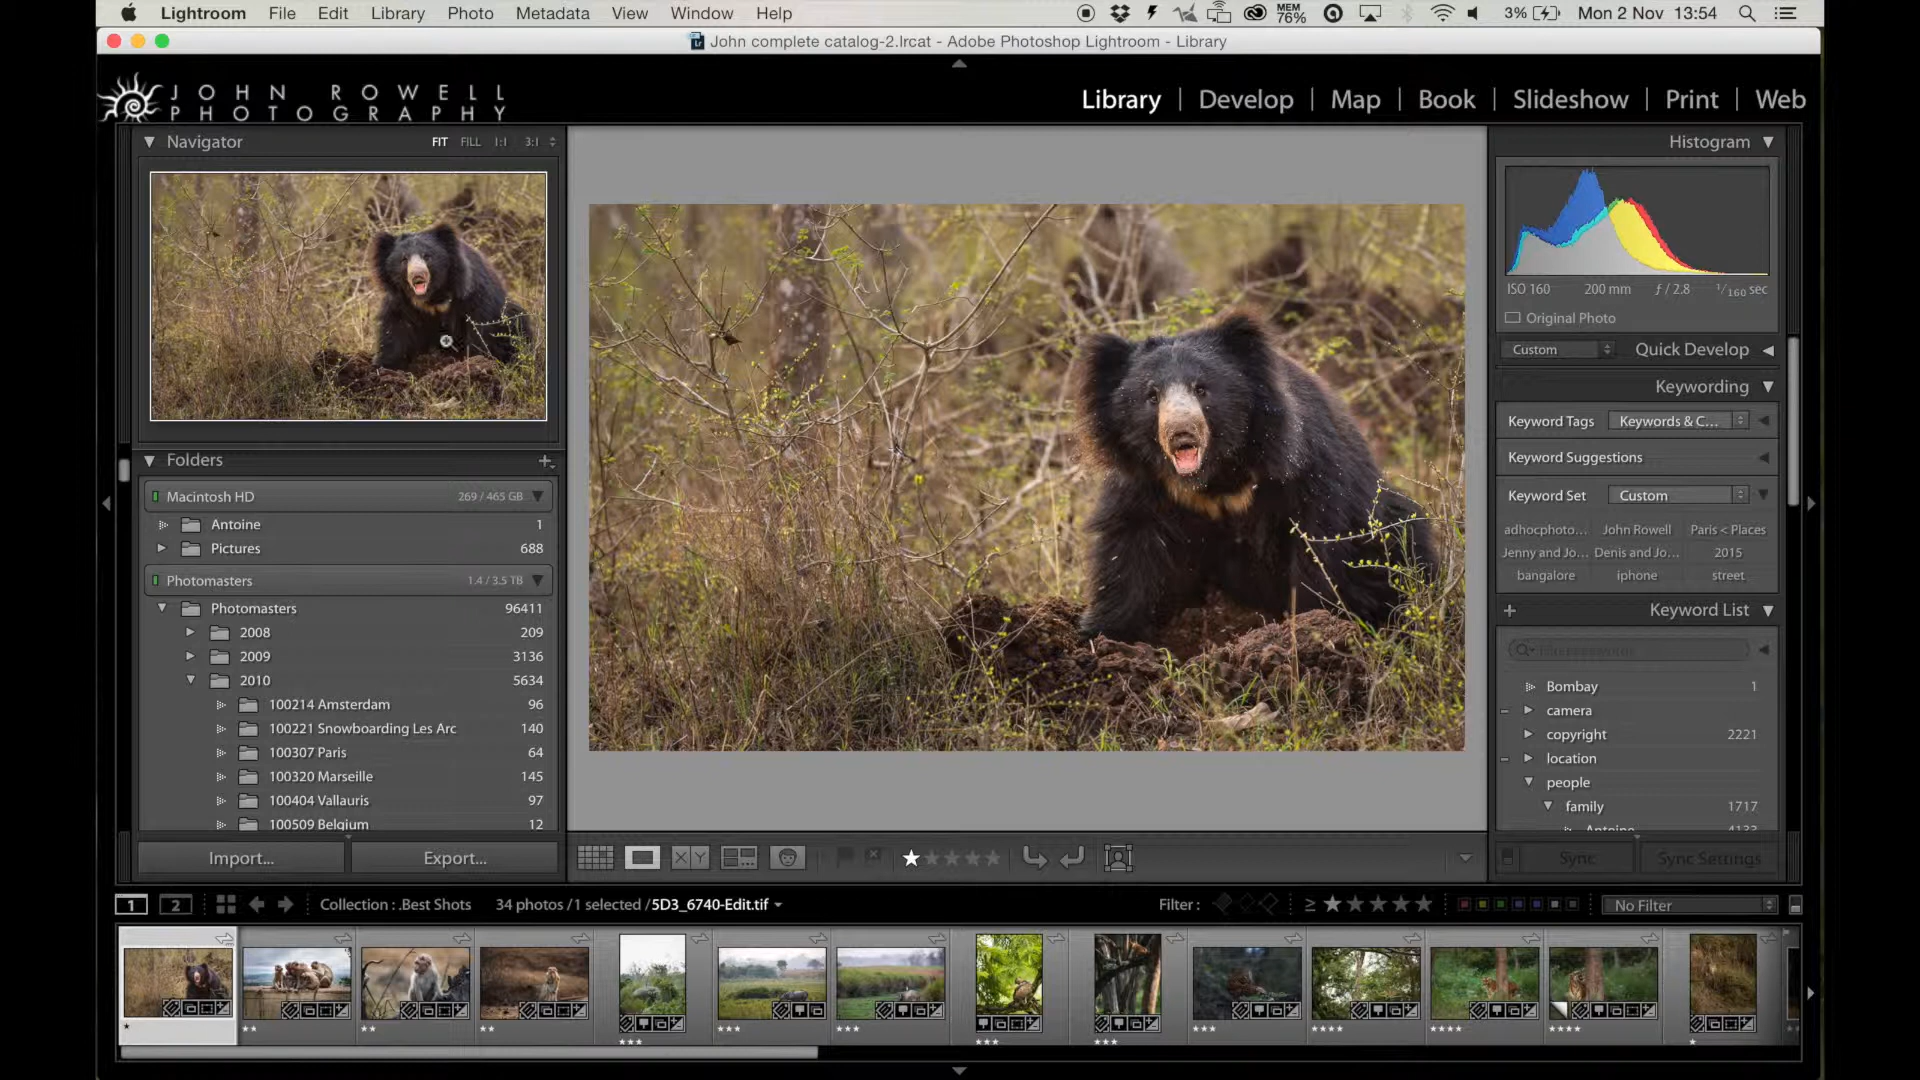 Lightroom File Edit Library Photo Metadata View Window Help MEM 76% 3% Mon 2 Nov 13:54
John complete catalog-2.lrcat - Adobe Photoshop Lightroom - Library
JOHN ROWELL
PHOTOGRAPHY
Library | Develop | Map | Book | Slideshow | Print | Web
Navigator FIT FILL 1:1 3:1
Folders
Macintosh HD 269 / 465 GB
Antoine 1
Pictures 688
Photomasters 1.4 / 3.5 TB
Photomasters 96411
2008 209
2009 3136
2010 5634
100214 Amsterdam 96
100221 Snowboarding Les Arc 140
100307 Paris 64
100320 Marseille 145
100404 Vallauris 97
100509 Belgium 12
Import... Export...
Histogram
ISO 160 200 mm ƒ / 2.8 1/160 sec
Original Photo
Custom Quick Develop
Keywording
Keyword Tags Keywords & C...
Keyword Suggestions
Keyword Set Custom
adhocphoto... John Rowell Paris < Places
Jenny and Jo... Denis and Jo... 2015
bangalore iphone street
+ Keyword List
Bombay 1
camera
copyright 2221
location
people
family 1717
Antoine 4133
Sync Sync Settings
X Y
1 2 Collection : .Best Shots 34 photos /1 selected /5D3_6740-Edit.tif Filter : ≥ No Filter